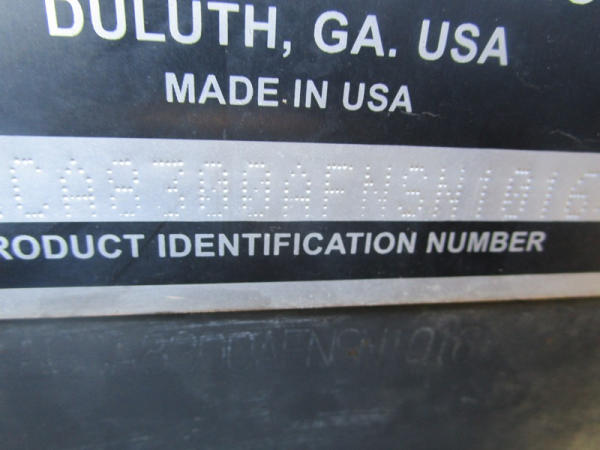 DULUTH, GA. USA
MADE IN USA
CA8300AFNSN1016
RODUCT IDENTIFICATION NUMBER